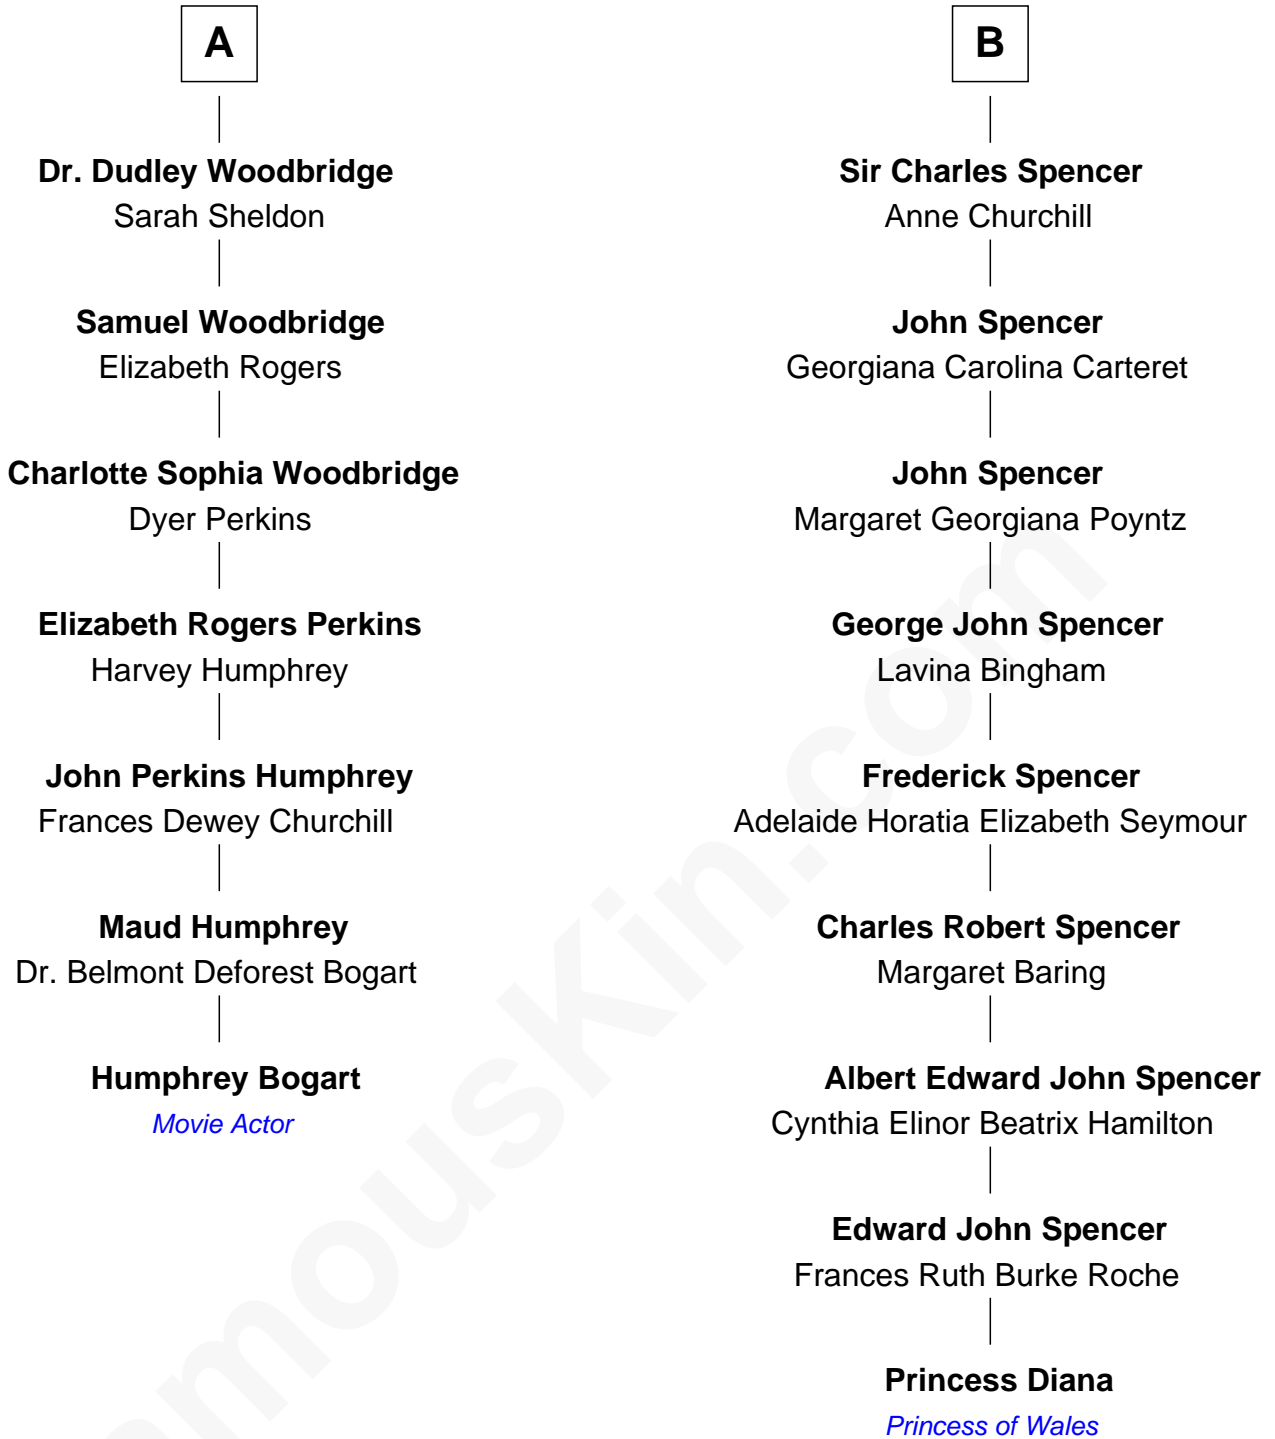 A
Dr. Dudley Woodbridge
Sarah Sheldon
Samuel Woodbridge
Elizabeth Rogers
Charlotte Sophia Woodbridge
Dyer Perkins
Elizabeth Rogers Perkins
Harvey Humphrey
John Perkins Humphrey
Frances Dewey Churchill
Maud Humphrey
Dr. Belmont Deforest Bogart
Humphrey Bogart
Movie Actor
B
Sir Charles Spencer
Anne Churchill
John Spencer
Georgiana Carolina Carteret
John Spencer
Margaret Georgiana Poyntz
George John Spencer
Lavina Bingham
Frederick Spencer
Adelaide Horatia Elizabeth Seymour
Charles Robert Spencer
Margaret Baring
Albert Edward John Spencer
Cynthia Elinor Beatrix Hamilton
Edward John Spencer
Frances Ruth Burke Roche
Princess Diana
Princess of Wales
amouskin.com